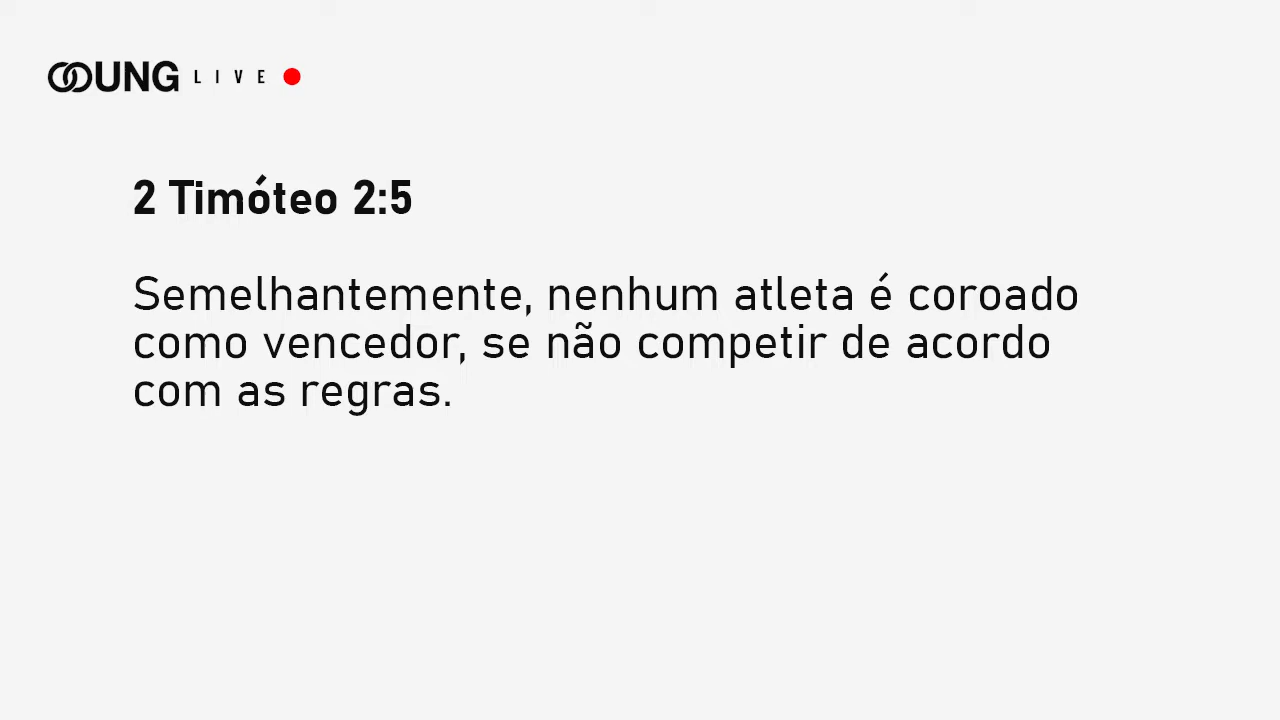 OOUNG LIVE
2 Timóteo 2:5
Semelhantemente, nenhum atleta é coroado
como vencedor, se não competir de acordo
com as regras.